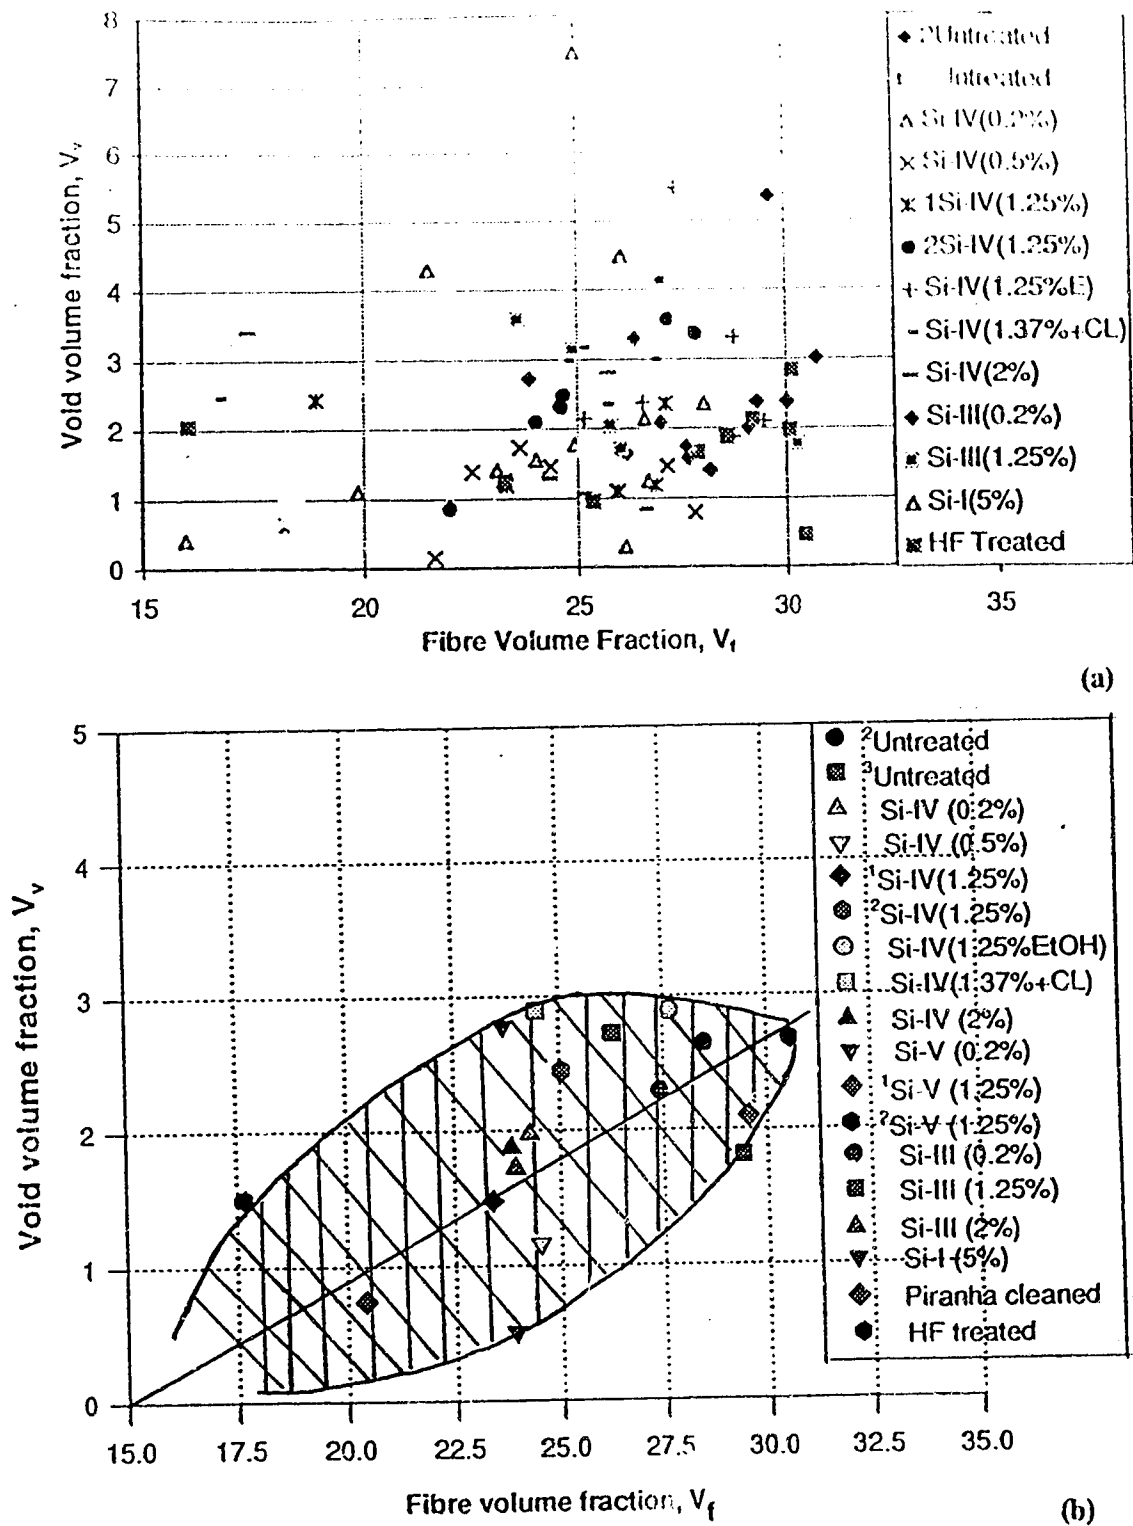 8
7
6
5
4
3
2
1
0
Void volume fraction, Vv
15
20
25
30
35
Fibre Volume Fraction, Vf
2Untreated
Untreated
Si-IV(0.2%)
Si-IV(0.5%)
1Si-IV(1.25%)
2Si-IV(1.25%)
Si-IV(1.25%E)
Si-IV(1.37%+CL)
Si-IV(2%)
Si-III(0.2%)
Si-III(1.25%)
Si-I(5%)
HF Treated
(a)
5
4
3
2
1
0
Void volume fraction, Vv
15.0
17.5
20.0
22.5
25.0
27.5
30.0
32.5
35.0
Fibre volume fraction, Vf
²Untreated
³Untreated
Si-IV (0.2%)
Si-IV (0.5%)
¹Si-IV(1.25%)
²Si-IV(1.25%)
Si-IV(1.25%EtOH)
Si-IV(1.37%+CL)
Si-IV (2%)
Si-V (0.2%)
¹Si-V (1.25%)
²Si-V (1.25%)
Si-III (0.2%)
Si-III (1.25%)
Si-III (2%)
Si-I (5%)
Piranha cleaned
HF treated
(b)